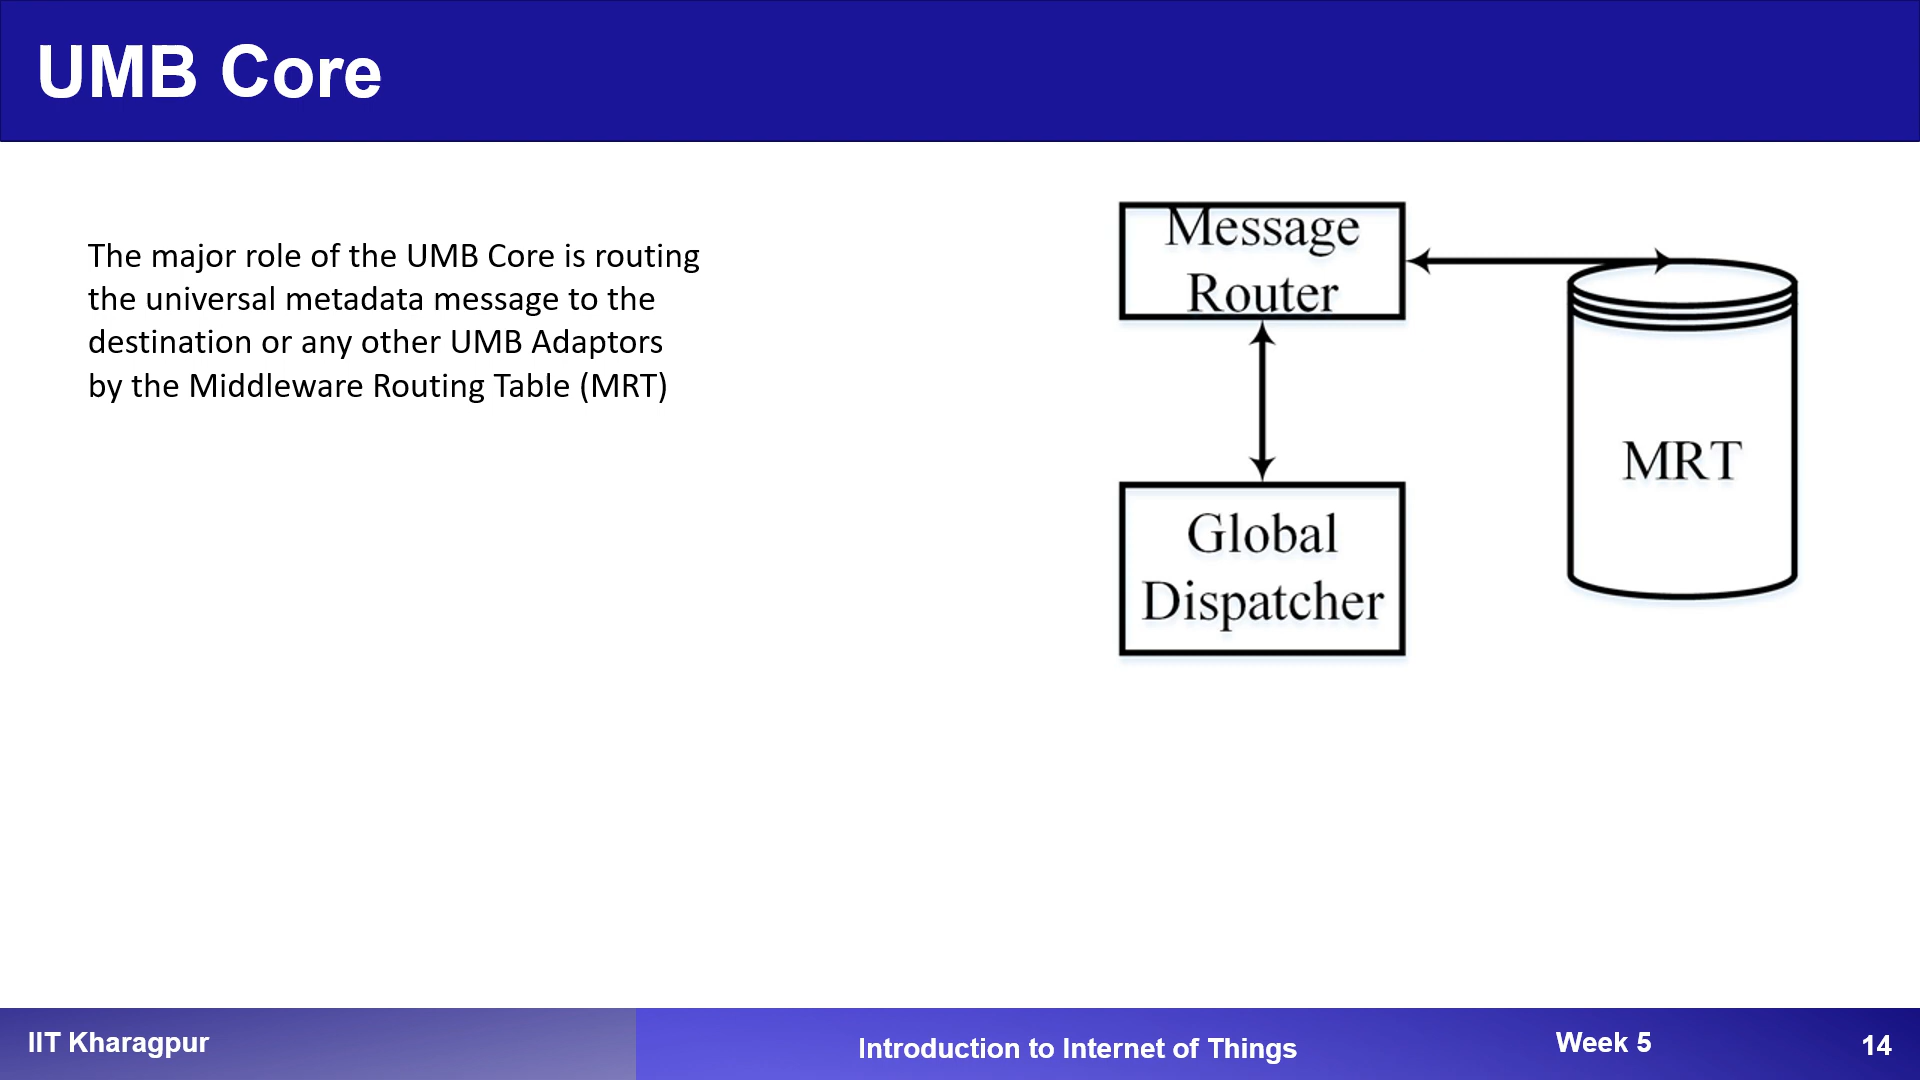 UMB Core
The major role of the UMB Core is routing
the universal metadata message to the
destination or any other UMB Adaptors
by the Middleware Routing Table (MRT)
Message
Router
MRT
Global
Dispatcher
IIT Kharagpur
Introduction to Internet of Things
Week 5
14